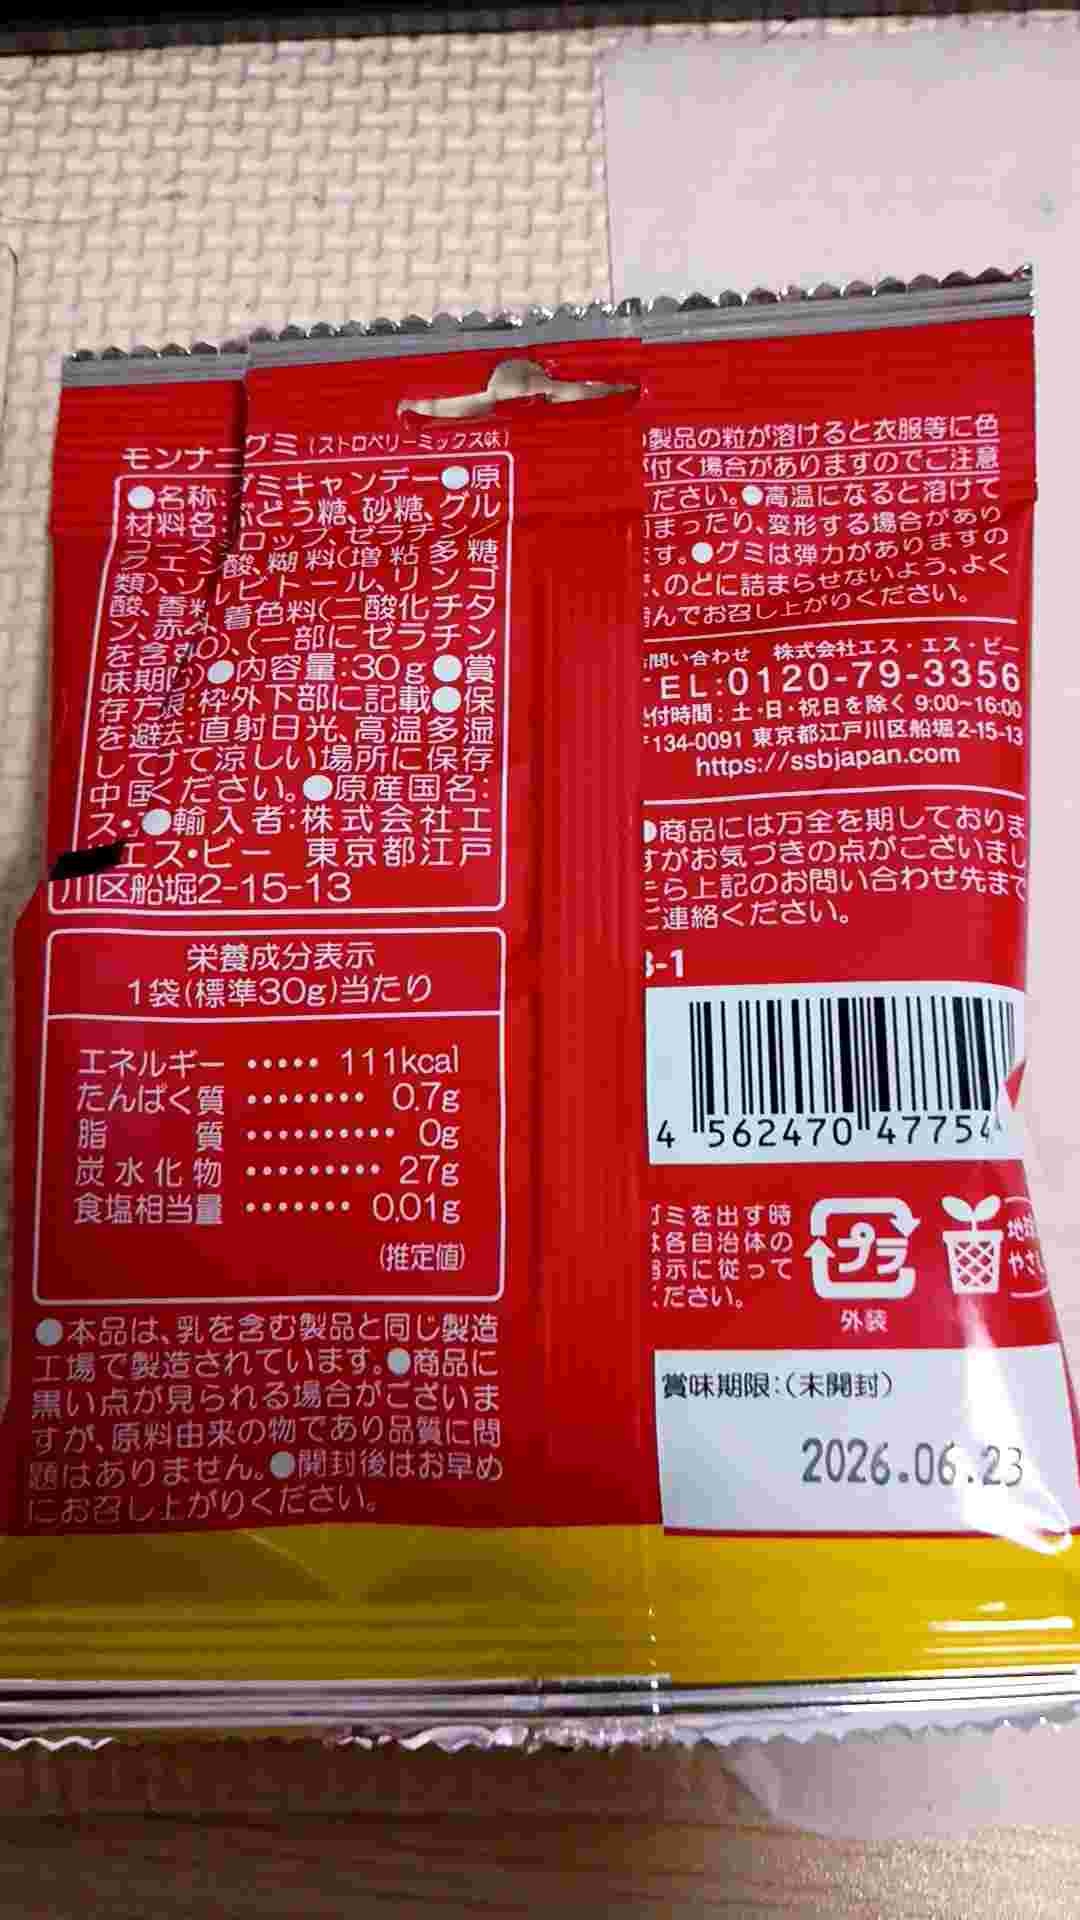 モンナニグミ(ストロベリーミックス味)
●名称:グミキャンデー●原
材料名:ぶどう糖、砂糖、グル
コースシロップ、ゼラチン/
クエン酸、糊料(増粘多糖
類)、ソルビトール、リンゴ
酸、香料、着色料(二酸化チタ
ン、赤 )、(一部にゼラチン
を含む)●内容量:30g●賞
味期限:枠外下部に記載●保
存方 :直射日光、高温多湿
を避けて涼しい場所に保存
してください。●原産国名:
中国●輸入者:株式会社エ
ス・エス・ビー 東京都江戸
川区船堀2-15-13
栄養成分表示
1袋(標準30g)当たり
エネルギー ····· 111kcal
たんぱく質 ········ 0.7g
脂 質 ·········· 0g
炭水化物 ········· 27g
食塩相当量 ······· 0.01g
(推定値)
●本品は、乳を含む製品と同じ製造
工場で製造されています。●商品に
黒い点が見られる場合がございま
すが、原料由来の物であり品質に問
題はありません。●開封後はお早め
にお召し上がりください。
製品の粒が溶けると衣服等に色
付く場合がありますのでご注意
ださい。●高温になると溶けて
まったり、変形する場合があり
す。●グミは弾力がありますの
、のどに詰まらせないよう、よく
んでお召し上がりください。
問い合わせ 株式会社エス・エス・ビー
TEL:0120-79-3356
付時間:土・日・祝日を除く 9:00~16:00
〒134-0091 東京都江戸川区船堀2-15-13
https://ssbjapan.com
●商品には万全を期しておりま
すがお気づきの点がございまし
たら上記のお問い合わせ先まで
ご連絡ください。
-1
4 562470 47754
ゴミを出す時
は各自治体の
指示に従って
ください。
プラ
外装
地球
やさし
賞味期限:(未開封)
2026.06.23